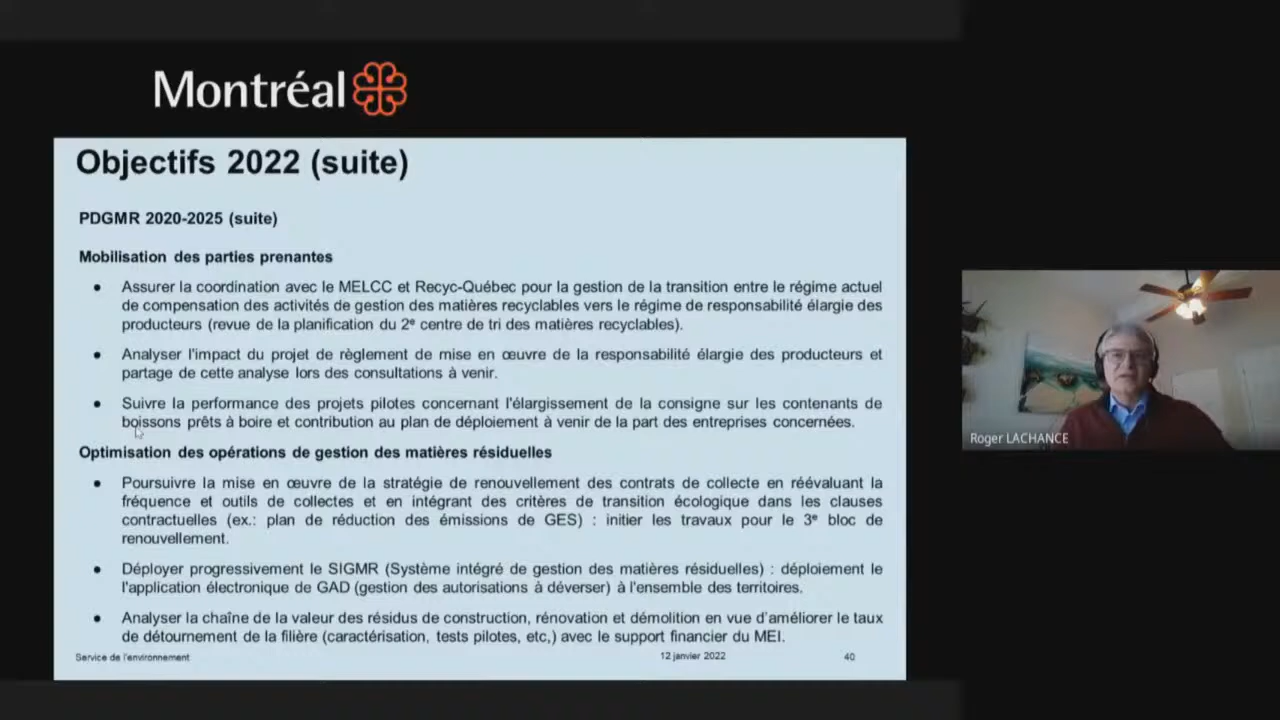 Montréal
Objectifs 2022 (suite)
PDGMR 2020-2025 (suite)
Mobilisation des parties prenantes
● Assurer la coordination avec le MELCC et Recyc-Québec pour la gestion de la transition entre le régime actuel
de compensation des activités de gestion des matières recyclables vers le régime de responsabilité élargie des
producteurs (revue de la planification du 2e centre de tri des matières recyclables).
● Analyser l'impact du projet de règlement de mise en œuvre de la responsabilité élargie des producteurs et
partage de cette analyse lors des consultations à venir.
● Suivre la performance des projets pilotes concernant l'élargissement de la consigne sur les contenants de
boissons prêts à boire et contribution au plan de déploiement à venir de la part des entreprises concernées.
Optimisation des opérations de gestion des matières résiduelles
● Poursuivre la mise en œuvre de la stratégie de renouvellement des contrats de collecte en réévaluant la
fréquence et outils de collectes et en intégrant des critères de transition écologique dans les clauses
contractuelles (ex.: plan de réduction des émissions de GES) : initier les travaux pour le 3e bloc de
renouvellement.
● Déployer progressivement le SIGMR (Système intégré de gestion des matières résiduelles) : déploiement le
l'application électronique de GAD (gestion des autorisations à déverser) à l'ensemble des territoires.
● Analyser la chaîne de la valeur des résidus de construction, rénovation et démolition en vue d'améliorer le taux
de détournement de la filière (caractérisation, tests pilotes, etc,) avec le support financier du MEI.
Service de l'environnement
12 janvier 2022
40
Roger LACHANCE